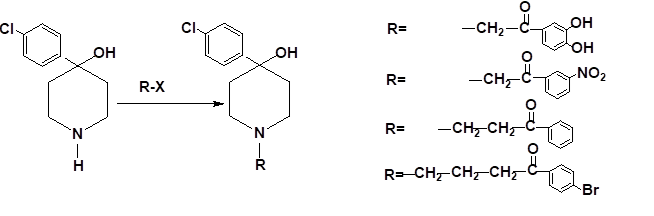 Cl
OH
N
H
R-X
Cl
OH
N
R
R= —CH₂—C
O
OH
OH
R= —CH₂—C
O
NO₂
R= —CH₂—CH₂—C
O
R=—CH₂—CH₂—CH₂—C
O
Br